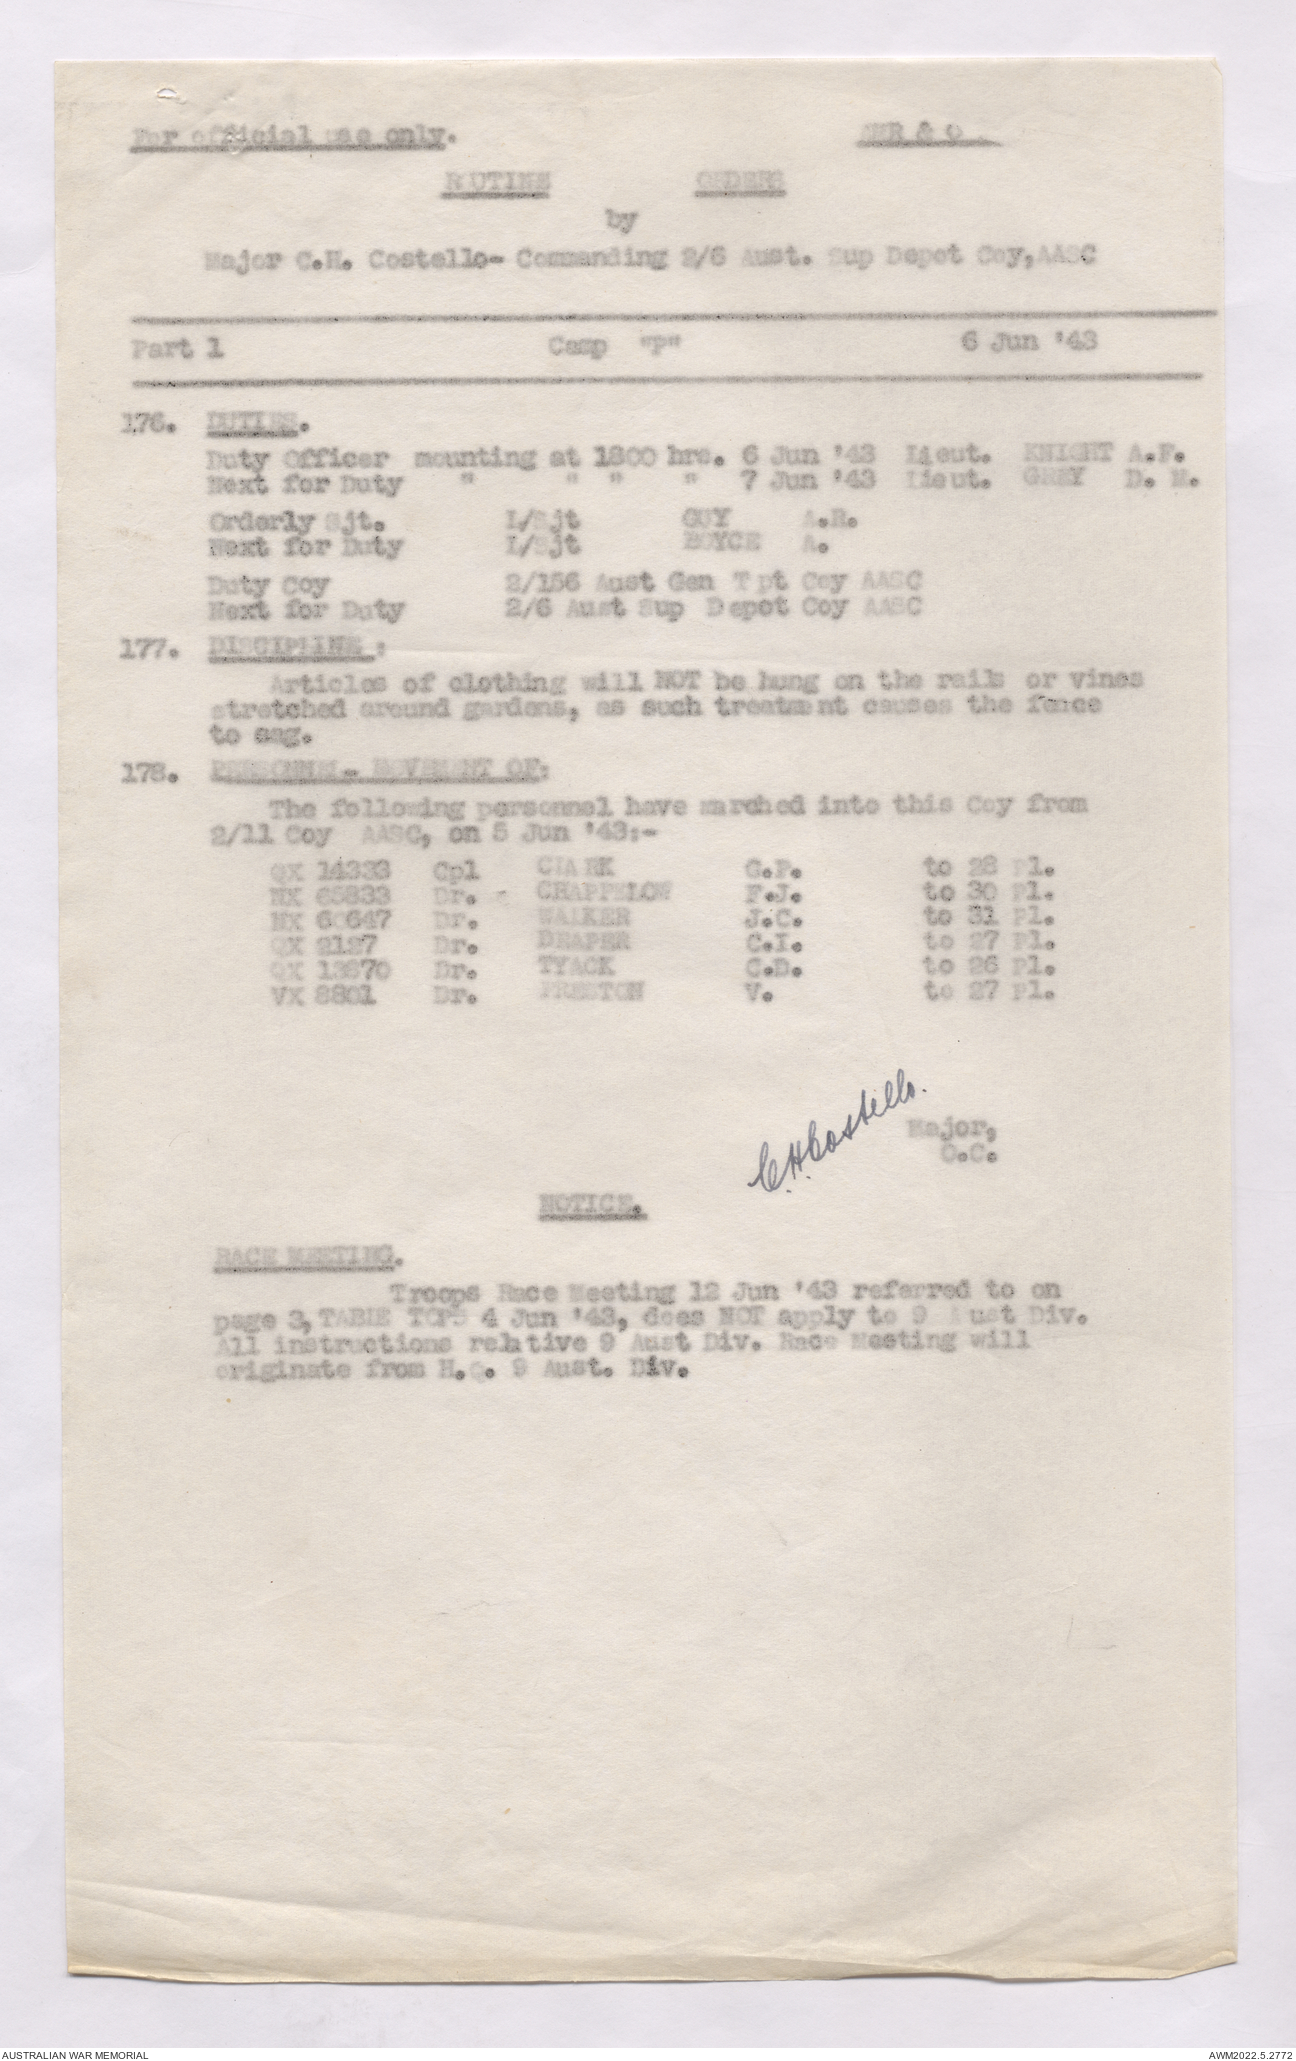 For official use only.
ROUTINE ORDERS
by
Major C.H. Costello- Commanding 2/6 Aust. Sup Depot Coy, AASC
Part 1 Camp "P" 6 Jun '43
176. DUTIES.
Duty Officer mounting at 1800 hrs. 6 Jun '43 Lieut. KNIGHT A.F.
Next for Duty " " " " 7 Jun '43 Lieut. GREY D. M.
Orderly Sjt. L/Sjt GUY A.R.
Next for Duty L/Sjt BOYCE A.
Duty Coy 2/156 Aust Gen Tpt Coy AASC
Next for Duty 2/6 Aust Sup Depot Coy AASC
177. DISCIPLINE :
Articles of clothing will NOT be hung on the rails or vines
stretched around gardens, as such treatment causes the fence
to sag.
178. PERSONNEL- MOVEMENT OF:
The following personnel have marched into this Coy from
2/11 Coy AASC, on 5 Jun '43:-
QX 14333 Cpl CLARK G.P. to 28 Pl.
NX 65833 Dr. CHAPPELOW F.J. to 30 Pl.
NX 60647 Dr. WALKER J.C. to 31 Pl.
QX 2127 Dr. DRAPER C.I. to 27 Pl.
QX 13870 Dr. TYACK C.D. to 26 Pl.
VX 8801 Dr. PRESTON V. to 27 Pl.
C.H.Costello.
Major,
O.C.
NOTICE.
RACE MEETING.
Troops Race Meeting 12 Jun '43 referred to on
page 3, TABLE TOPS 4 Jun '43, does NOT apply to 9 Aust Div.
All instructions relative 9 Aust Div. Race Meeting will
originate from H.Q. 9 Aust. Div.
AUSTRALIAN WAR MEMORIAL AWM2022.5.2772